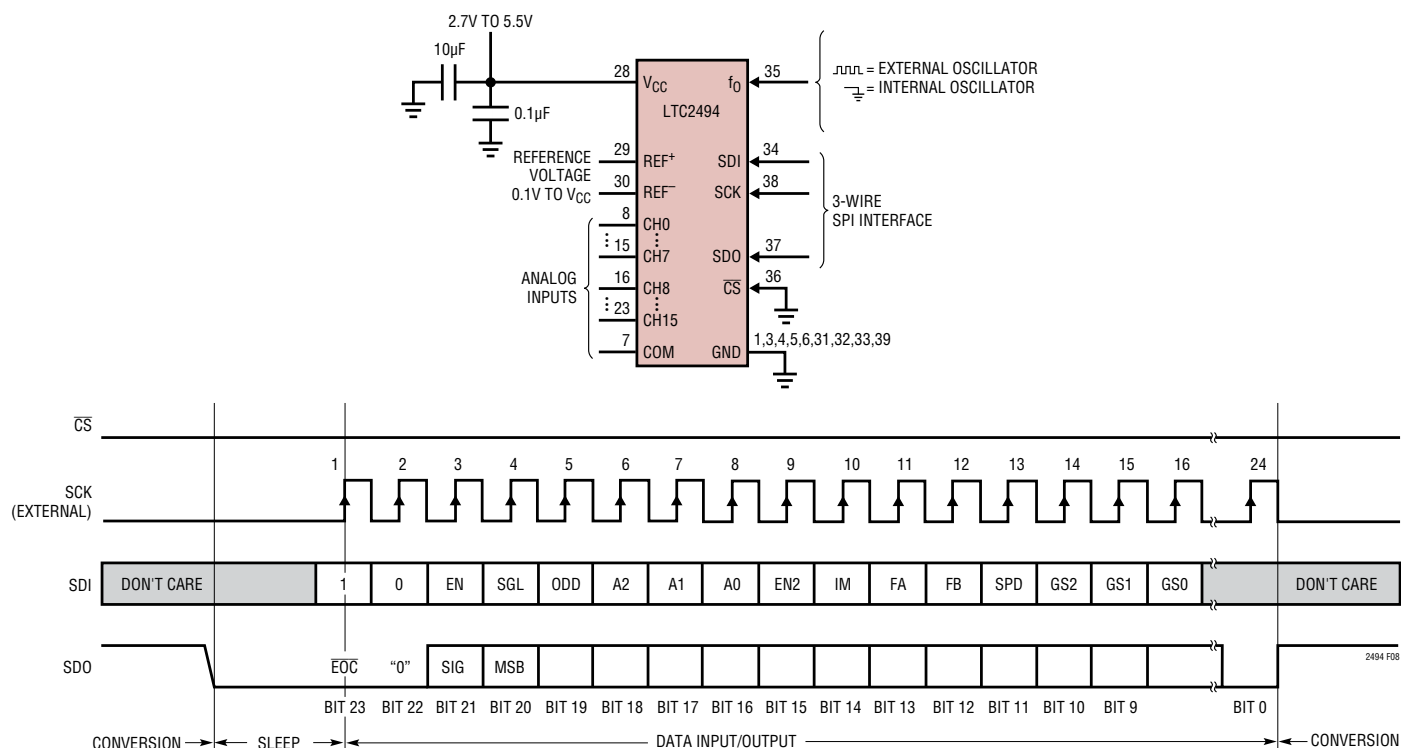 2.7V TO 5.5V
10µF
0.1µF
28
VCC
LTC2494
fO
35
= EXTERNAL OSCILLATOR
= INTERNAL OSCILLATOR
REFERENCE
VOLTAGE
0.1V TO VCC
29
REF+
30
REF–
SDI
34
SCK
38
3-WIRE
SPI INTERFACE
SDO
37
CS
36
ANALOG
INPUTS
8
CH0
15
CH7
16
CH8
23
CH15
7
COM
GND
1,3,4,5,6,31,32,33,39
CS
SCK
(EXTERNAL)
1 2 3 4 5 6 7 8 9 10 11 12 13 14 15 16 24
SDI
DON'T CARE 1 0 EN SGL ODD A2 A1 A0 EN2 IM FA FB SPD GS2 GS1 GS0 DON'T CARE
SDO
EOC “0” SIG MSB
2494 F08
BIT 23 BIT 22 BIT 21 BIT 20 BIT 19 BIT 18 BIT 17 BIT 16 BIT 15 BIT 14 BIT 13 BIT 12 BIT 11 BIT 10 BIT 9 BIT 0
CONVERSION SLEEP DATA INPUT/OUTPUT CONVERSION